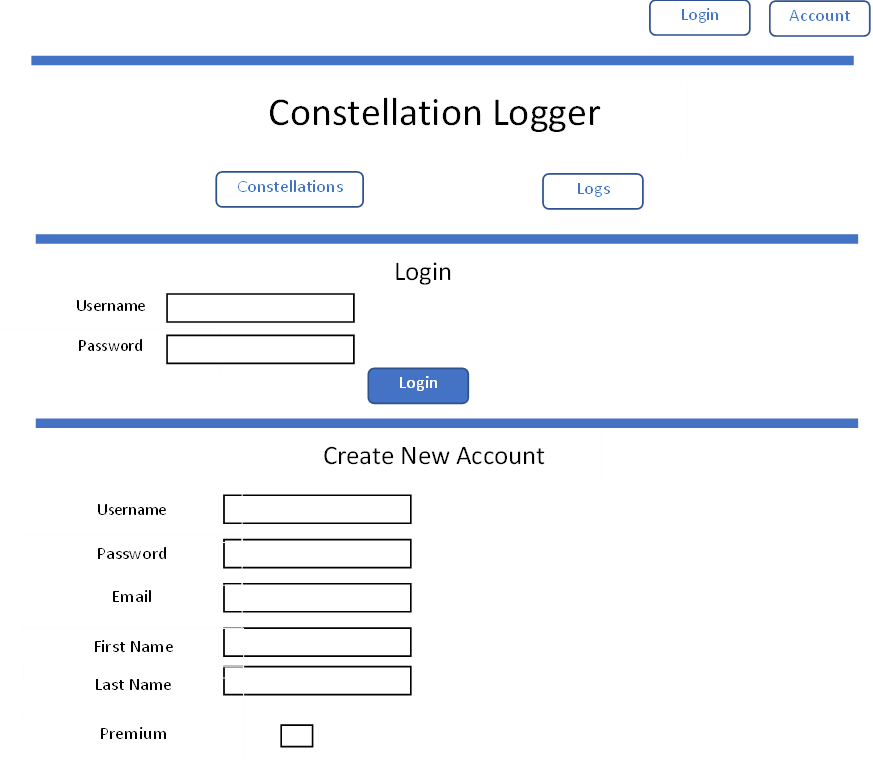 Login Account
Constellation Logger
Constellations Logs
Login
Username
Password
Login
Create New Account
Username
Password
Email
First Name
Last Name
Premium